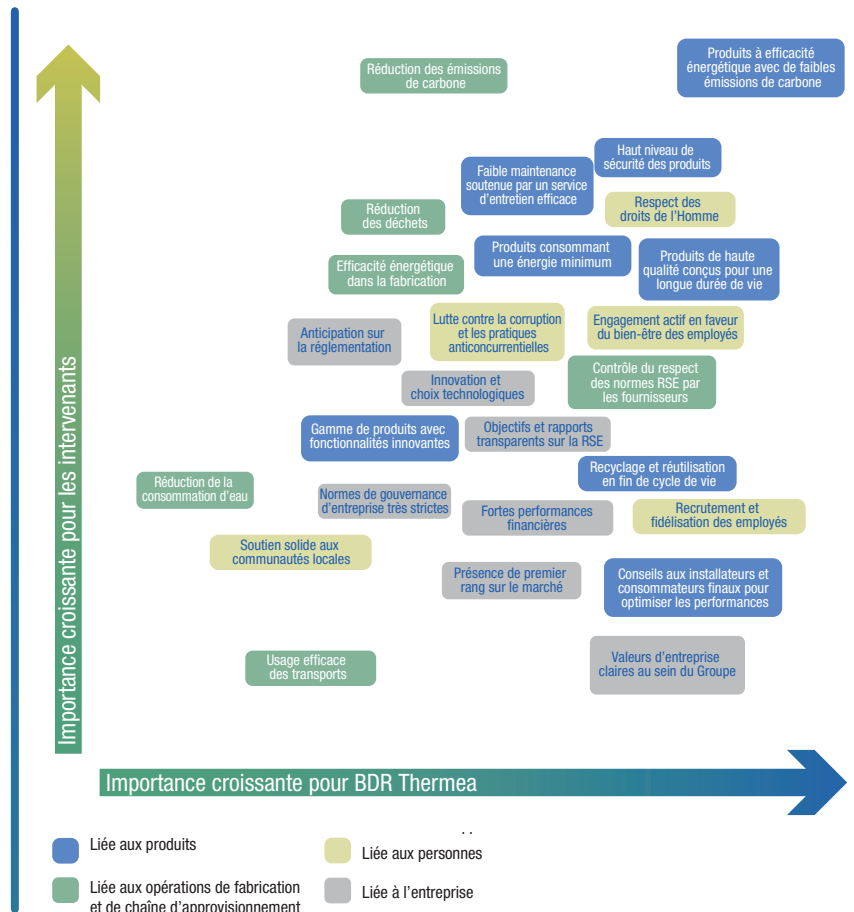 Réduction des émissions
de carbone
Produits à efficacité
énergétique avec de faibles
émissions de carbone
Haut niveau de
sécurité des produits
Faible maintenance
soutenue par un service
d'entretien efficace
Respect des
droits de l'Homme
Réduction
des déchets
Produits consommant
une énergie minimum
Produits de haute
qualité conçus pour une
longue durée de vie
Efficacité énergétique
dans la fabrication
Lutte contre la corruption
et les pratiques
anticoncurrentielles
Engagement actif en faveur
du bien-être des employés
Anticipation sur
la réglementation
Contrôle du respect
des normes RSE par
les fournisseurs
Innovation et
choix technologiques
Gamme de produits avec
fonctionnalités innovantes
Objectifs et rapports
transparents sur la RSE
Recyclage et réutilisation
en fin de cycle de vie
Réduction de la
consommation d'eau
Normes de gouvernance
d'entreprise très strictes
Fortes performances
financières
Recrutement et
fidélisation des employés
Soutien solide aux
communautés locales
Présence de premier
rang sur le marché
Conseils aux installateurs et
consommateurs finaux pour
optimiser les performances
Usage efficace
des transports
Valeurs d'entreprise
claires au sein du Groupe
Importance croissante pour les intervenants
Importance croissante pour BDR Thermea
Liée aux produits
Liée aux personnes
Liée aux opérations de fabrication
et de chaîne d'approvisionnement
Liée à l'entreprise